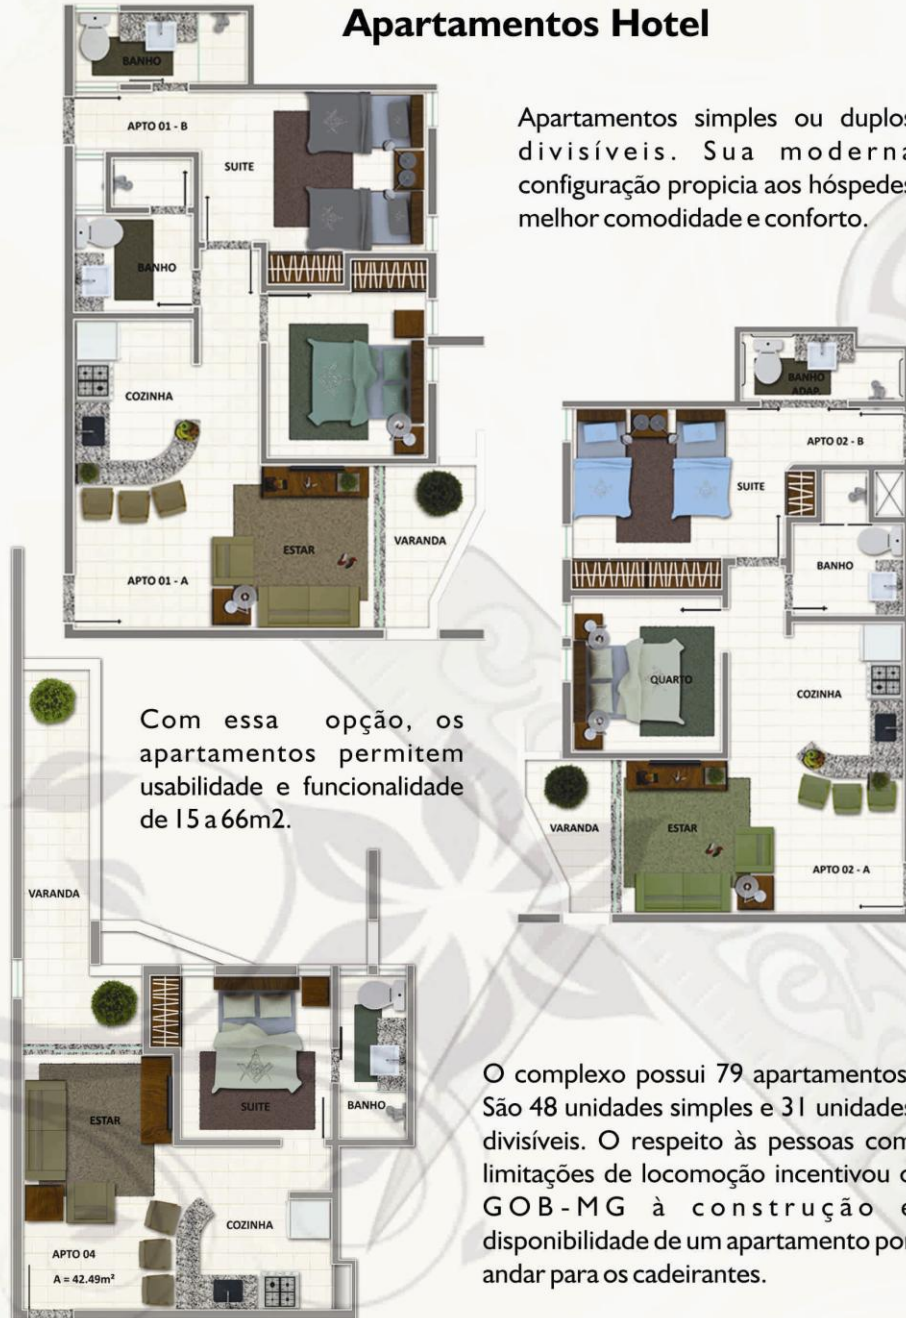 Apartamentos Hotel
BANHO
APTO 01 - B
SUITE
BANHO
COZINHA
ESTAR
VARANDA
APTO 01 - A
Apartamentos simples ou duplos
divisíveis. Sua moderna
configuração propicia aos hóspedes
melhor comodidade e conforto.
BANHO
ADAP.
APTO 02 - B
SUITE
BANHO
QUARTO
COZINHA
VARANDA
ESTAR
APTO 02 - A
Com essa opção, os
apartamentos permitem
usabilidade e funcionalidade
de 15 a 66m2.
VARANDA
ESTAR
SUITE
BANHO
COZINHA
APTO 04
A = 42.49m²
O complexo possui 79 apartamentos
São 48 unidades simples e 31 unidades
divisíveis. O respeito às pessoas com
limitações de locomoção incentivou o
GOB-MG à construção e
disponibilidade de um apartamento por
andar para os cadeirantes.